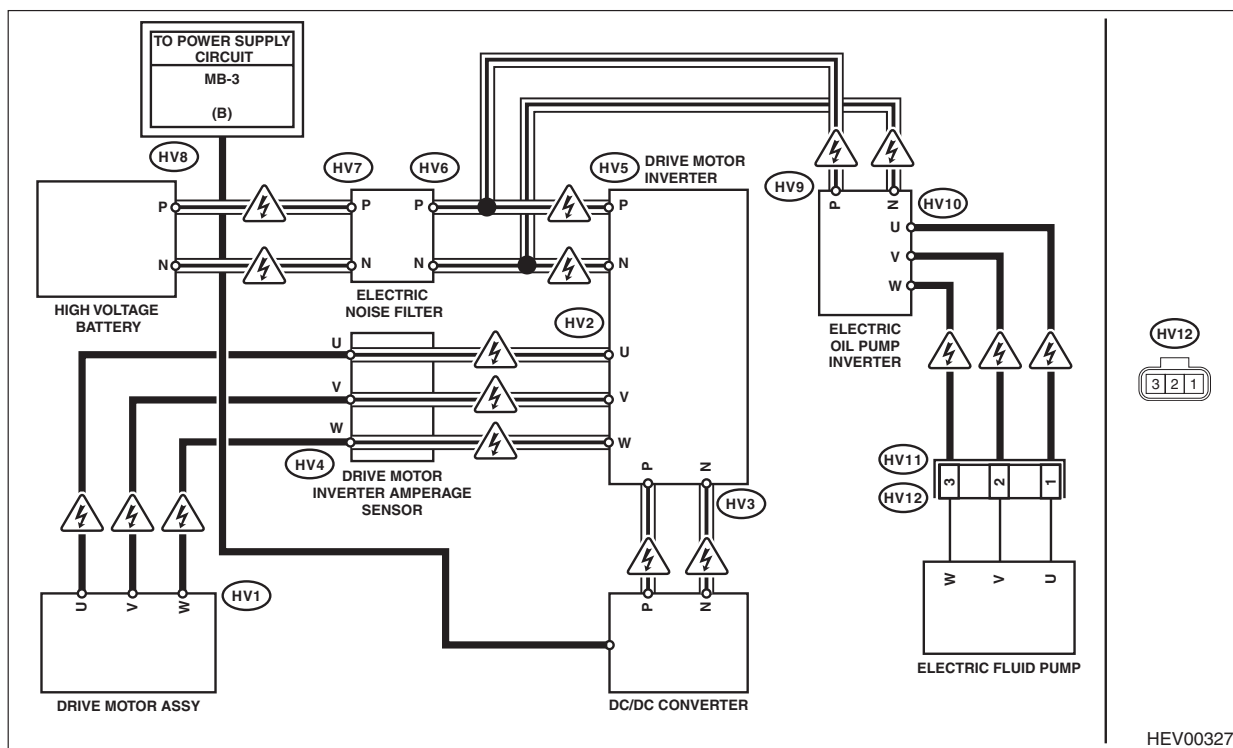 TO POWER SUPPLY
CIRCUIT
MB-3
(B)
HV8
HV7
HV6
HV5
DRIVE MOTOR
INVERTER
HV9
P
N
HV10
P
P
P
P
N
N
N
N
U
V
W
HIGH VOLTAGE
BATTERY
ELECTRIC
NOISE FILTER
HV2
ELECTRIC
OIL PUMP
INVERTER
HV12
3 2 1
U
U
V
V
W
W
HV4
DRIVE MOTOR
INVERTER AMPERAGE
SENSOR
P
N
HV3
HV11
HV12
3
2
1
HV1
U
V
W
P
N
W
V
U
DRIVE MOTOR ASSY
DC/DC CONVERTER
ELECTRIC FLUID PUMP
HEV00327